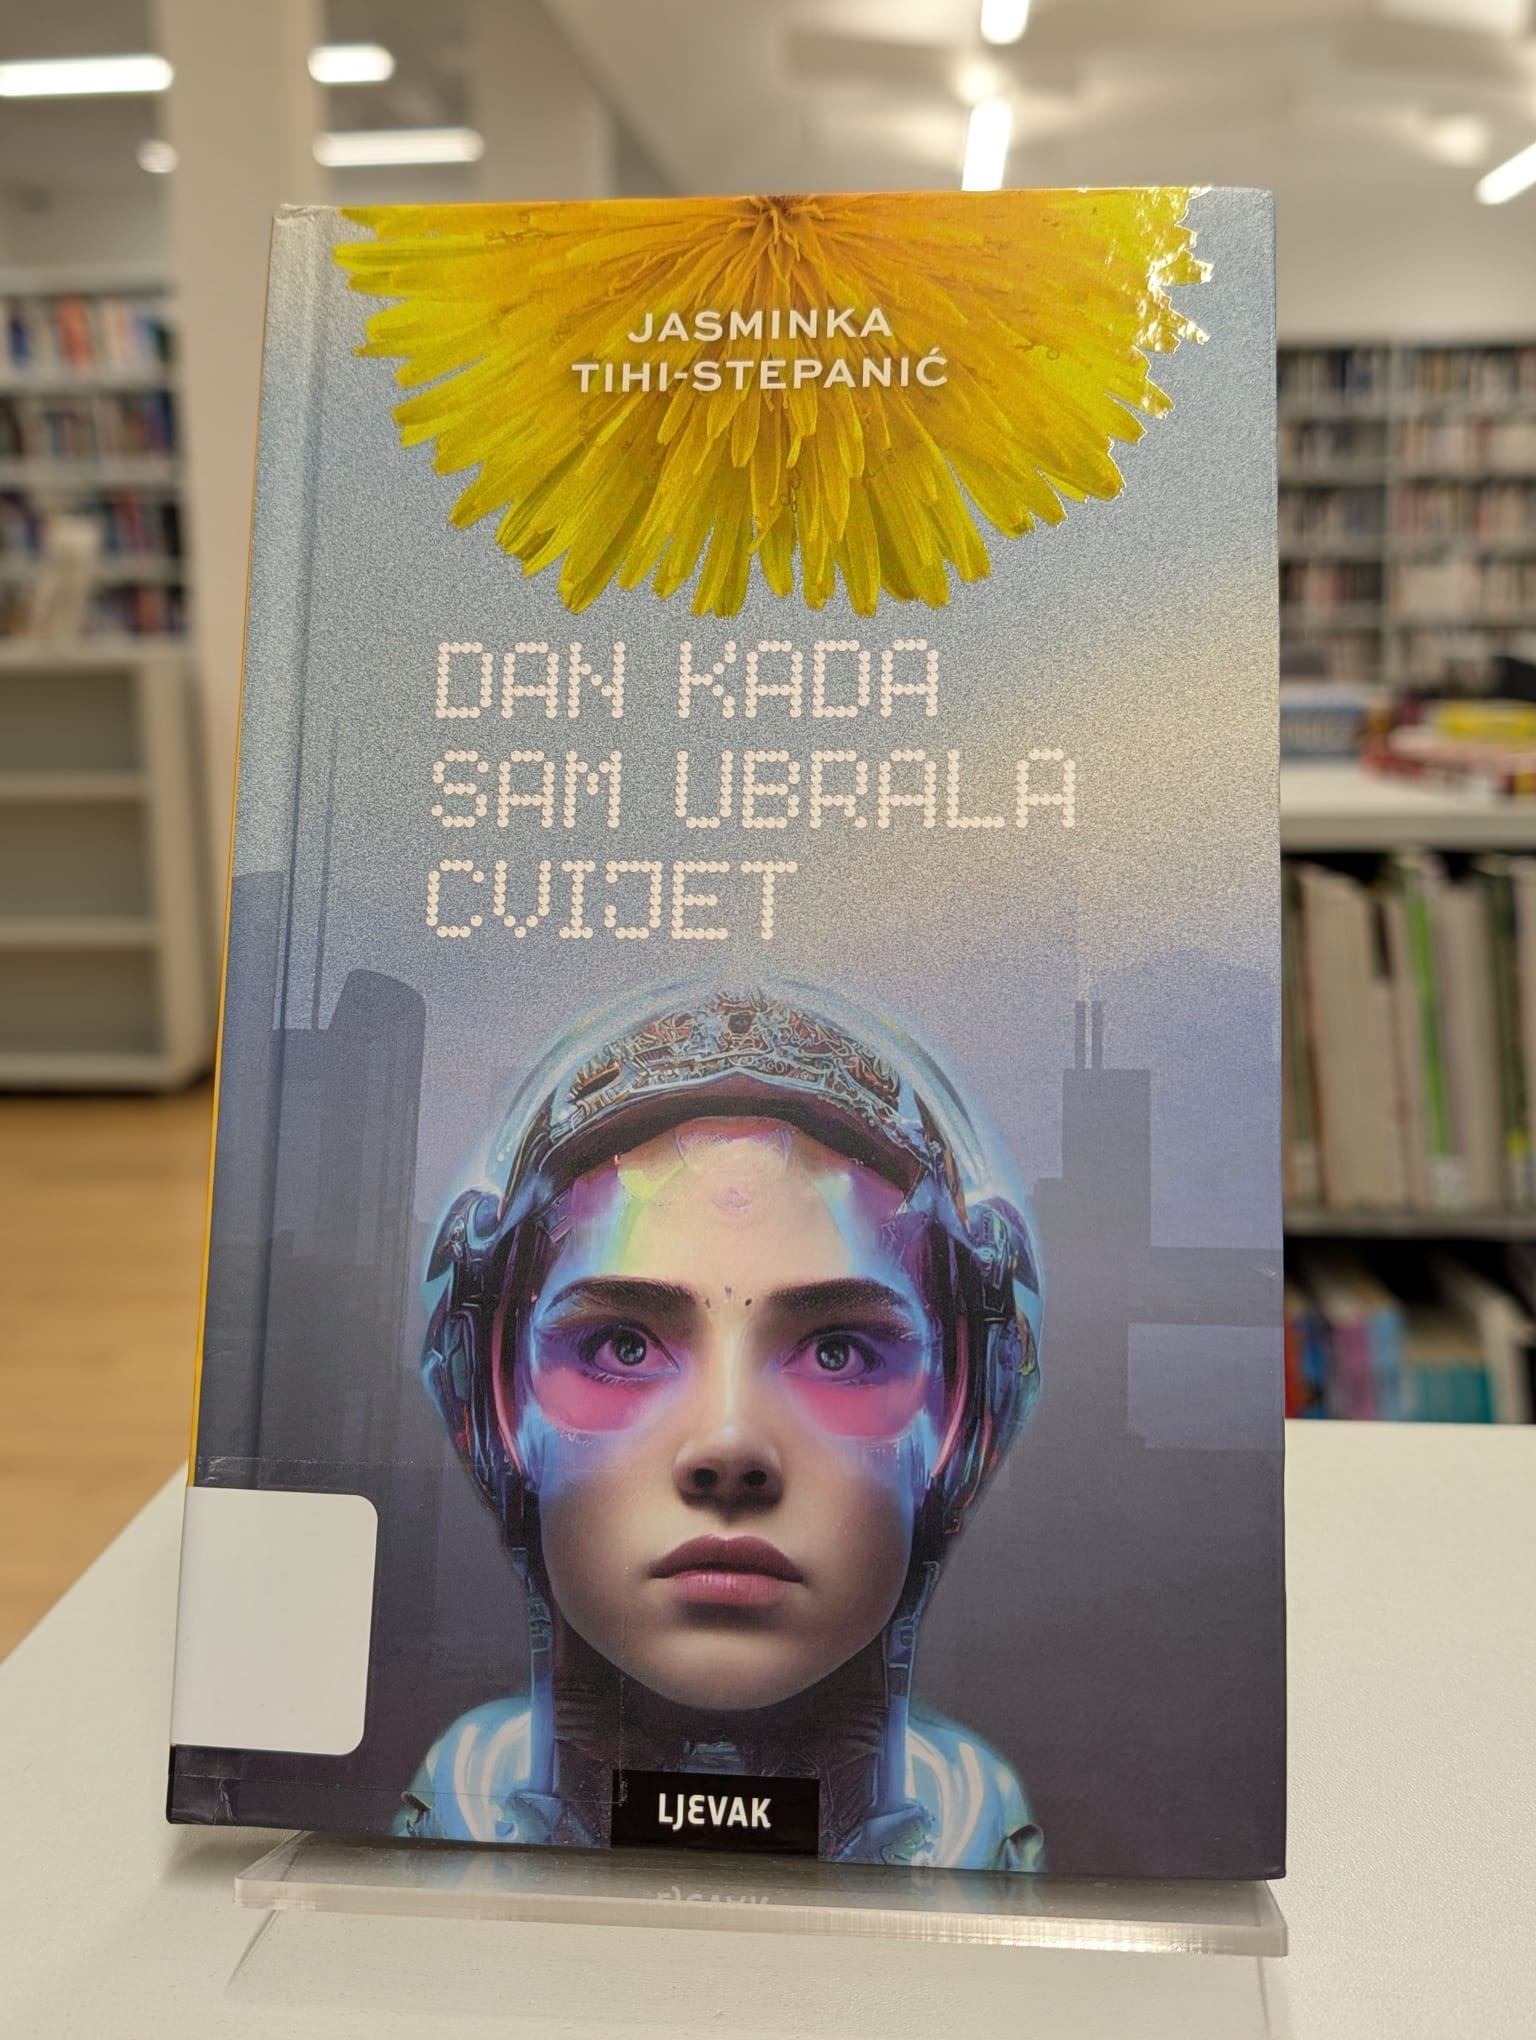 JASMINKA
TIHI-STEPANIĆ
DAN KADA
SAM UBRALA
CVIJET
LJEVAK